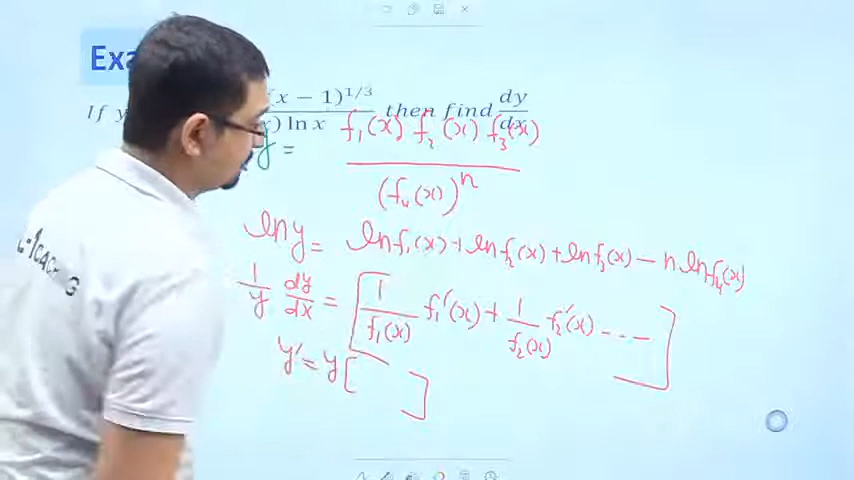 Exa
If y (x − 1)^{1/3} then find dy/dx
x) ln x
y = f₁(x) f₂(x) f₃(x) / (f₄(x))ⁿ
ln y = ln f₁(x) + ln f₂(x) + ln f₃(x) − n ln f₄(x)
1/y dy/dx = [ 1/f₁(x) f₁′(x) + 1/f₂(x) f₂′(x) ---- ]
y′ = y [ ]
CACHING